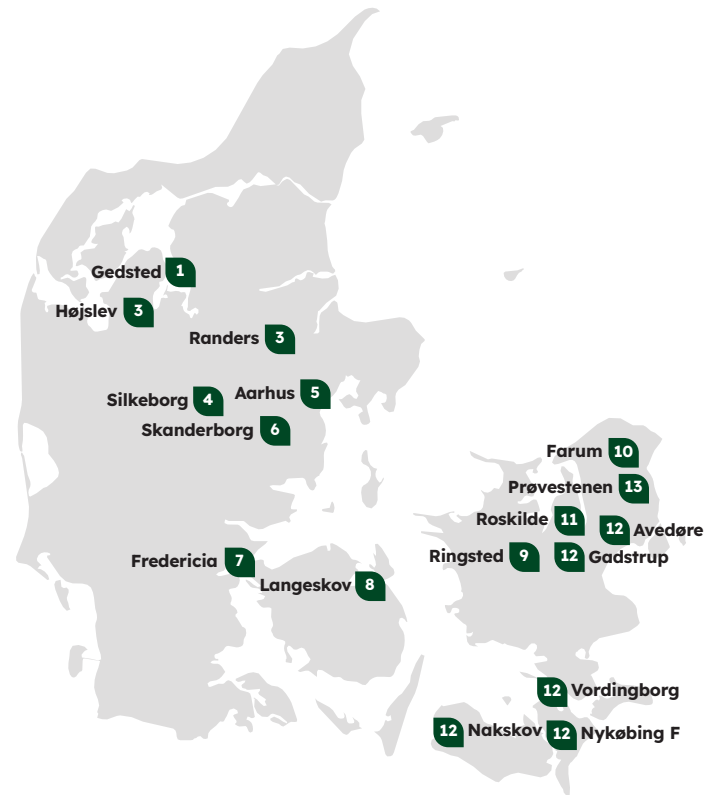 Gedsted 1
Højslev 3
Randers 3
Aarhus 5
Silkeborg 4
Skanderborg 6
Farum 10
Prøvestenen 13
Roskilde 11
12 Avedøre
Ringsted 9
12 Gadstrup
Fredericia 7
Langeskov 8
12 Vordingborg
12 Nakskov
12 Nykøbing F